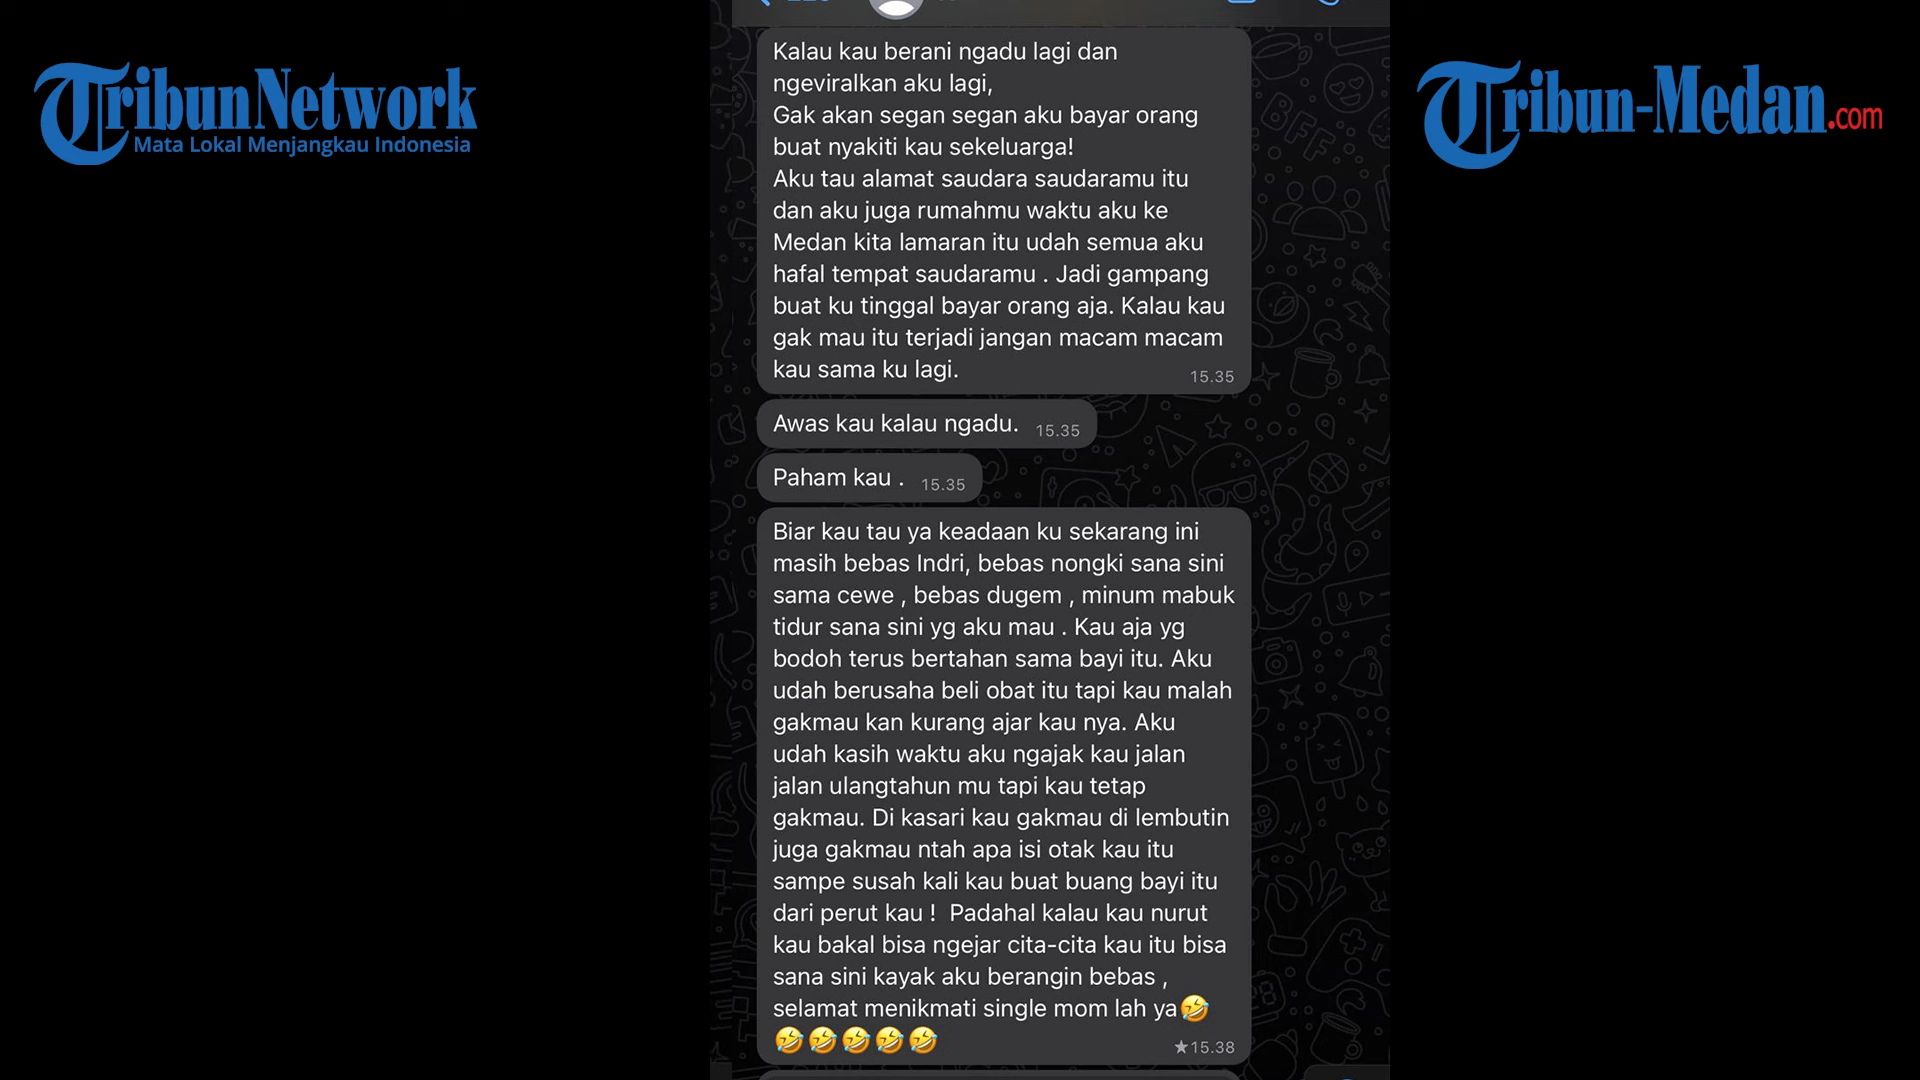 TribunNetwork
Mata Lokal Menjangkau Indonesia
Tribun-Medan.com
Kalau kau berani ngadu lagi dan
ngeviralkan aku lagi,
Gak akan segan segan aku bayar orang
buat nyakiti kau sekeluarga!
Aku tau alamat saudara saudaramu itu
dan aku juga rumahmu waktu aku ke
Medan kita lamaran itu udah semua aku
hafal tempat saudaramu . Jadi gampang
buat ku tinggal bayar orang aja. Kalau kau
gak mau itu terjadi jangan macam macam
kau sama ku lagi.
15.35
Awas kau kalau ngadu. 15.35
Paham kau . 15.35
Biar kau tau ya keadaan ku sekarang ini
masih bebas Indri, bebas nongki sana sini
sama cewe , bebas dugem , minum mabuk
tidur sana sini yg aku mau . Kau aja yg
bodoh terus bertahan sama bayi itu. Aku
udah berusaha beli obat itu tapi kau malah
gakmau kan kurang ajar kau nya. Aku
udah kasih waktu aku ngajak kau jalan
jalan ulangtahun mu tapi kau tetap
gakmau. Di kasari kau gakmau di lembutin
juga gakmau ntah apa isi otak kau itu
sampe susah kali kau buat buang bayi itu
dari perut kau !  Padahal kalau kau nurut
kau bakal bisa ngejar cita-cita kau itu bisa
sana sini kayak aku berangin bebas ,
selamat menikmati single mom lah ya🤣
🤣🤣🤣🤣🤣 ★15.38